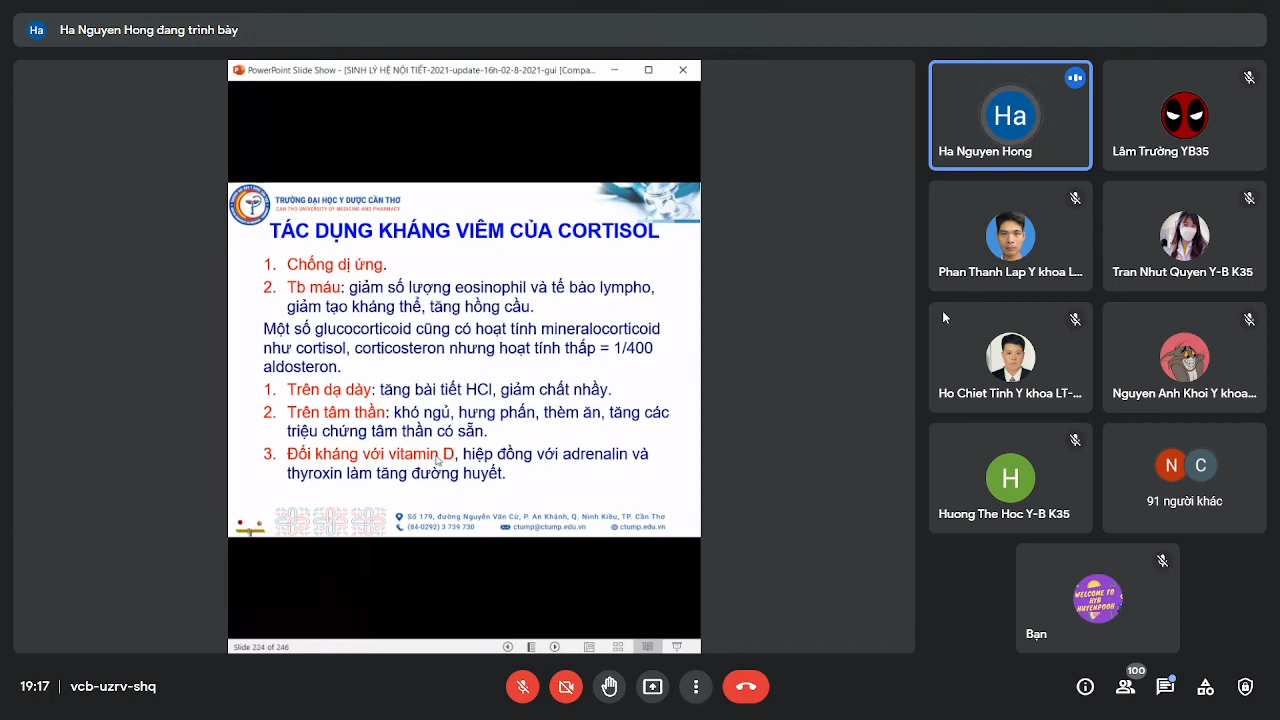 Ha
Ha Nguyen Hong đang trình bày
PowerPoint Slide Show - [SINH LÝ HỆ NỘI TIẾT-2021-update-16h-02-8-2021-gui [Compa...
TRƯỜNG ĐẠI HỌC Y DƯỢC CẦN THƠ
CAN THO UNIVERSITY OF MEDICINE AND PHARMACY
TÁC DỤNG KHÁNG VIÊM CỦA CORTISOL
1. Chống dị ứng.
2. Tb máu: giảm số lượng eosinophil và tế bào lympho,
giảm tạo kháng thể, tăng hồng cầu.
Một số glucocorticoid cũng có hoạt tính mineralocorticoid
như cortisol, corticosteron nhưng hoạt tính thấp = 1/400
aldosteron.
1. Trên dạ dày: tăng bài tiết HCl, giảm chất nhầy.
2. Trên tâm thần: khó ngủ, hưng phấn, thèm ăn, tăng các
triệu chứng tâm thần có sẵn.
3. Đối kháng với vitamin D, hiệp đồng với adrenalin và
thyroxin làm tăng đường huyết.
Số 179, đường Nguyễn Văn Cừ, P. An Khánh, Q. Ninh Kiều, TP. Cần Thơ
(84-0292) 3 739 730 ctump@ctump.edu.vn ctump.edu.vn
Slide 224 of 246
Ha
Ha Nguyen Hong
Lâm Trường YB35
Phan Thanh Lap Y khoa L...
Tran Nhut Quyen Y-B K35
Ho Chiet Tinh Y khoa LT-...
Nguyen Anh Khoi Y khoa...
H
Huong The Hoc Y-B K35
N C
91 người khác
WELCOME TO
HYB
HUYENPOOH
Bạn
19:17 | vcb-uzrv-shq
100